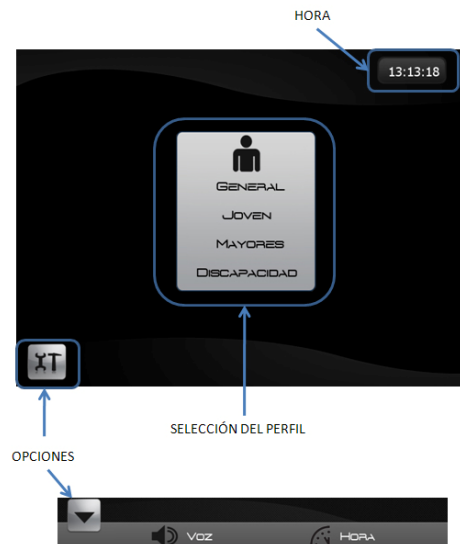 HORA
13:13:18
GENERAL
JOVEN
MAYORES
DISCAPACIDAD
SELECCIÓN DEL PERFIL
OPCIONES
VOZ
HORA